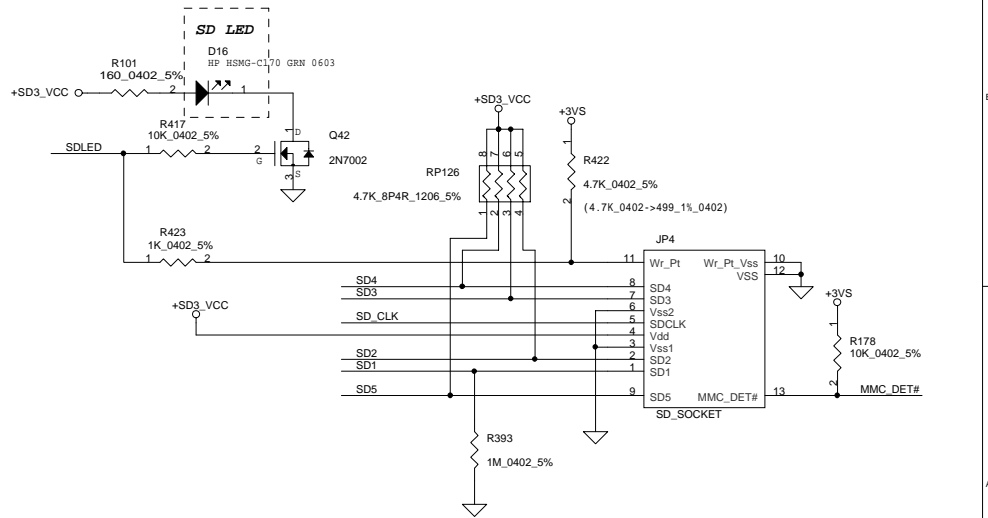 SD LED
D16
HP HSMG-C170 GRN 0603
R101
160_0402_5%
+SD3_VCC
2
1
R417
10K_0402_5%
SDLED
1
2
2
G
1
D
3
S
Q42
2N7002
+SD3_VCC
+3VS
8
7
6
5
RP126
4.7K_8P4R_1206_5%
1
2
3
4
1
R422
4.7K_0402_5%
2
(4.7K_0402->499_1%_0402)
R423
1K_0402_5%
1
2
JP4
11
Wr_Pt
Wr_Pt_Vss
10
VSS
12
SD4
8
SD4
SD3
7
SD3
6
Vss2
SD_CLK
5
SDCLK
+SD3_VCC
4
Vdd
3
Vss1
SD2
2
SD2
SD1
1
SD1
SD5
9
SD5
MMC_DET#
13
MMC_DET#
SD_SOCKET
+3VS
1
R178
10K_0402_5%
2
R393
1M_0402_5%
B
A